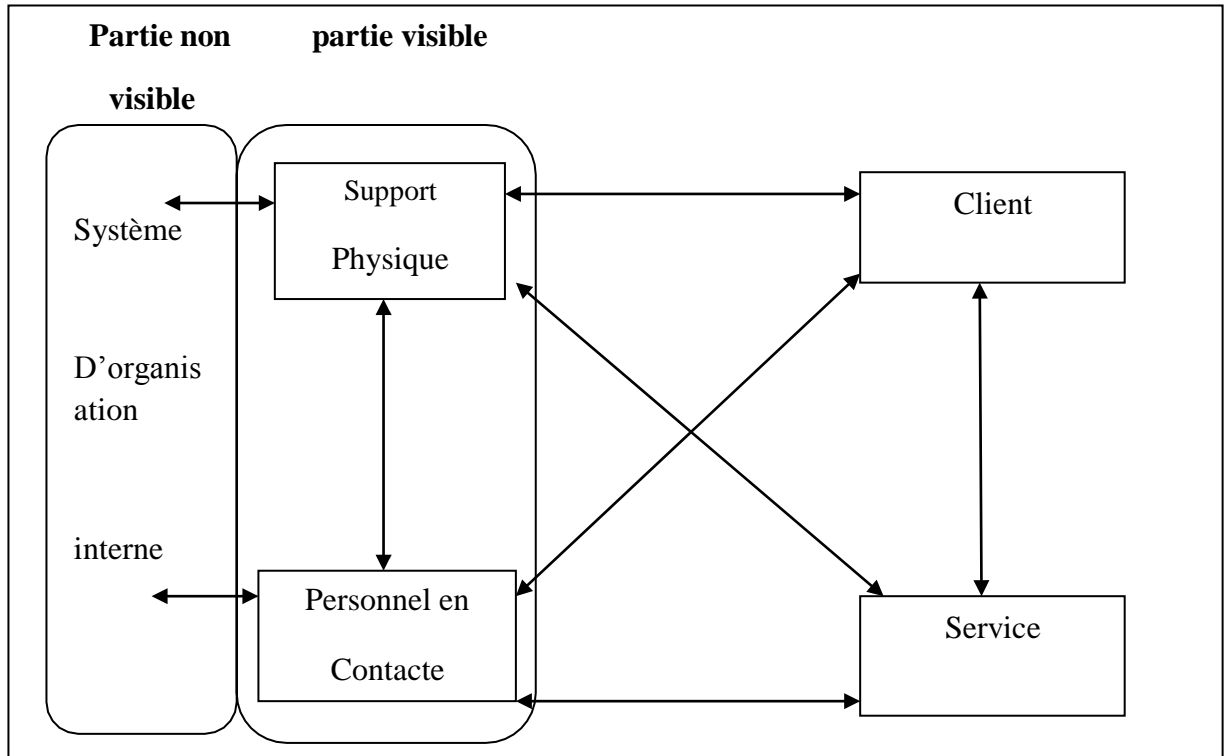 Partie non partie visible
visible
Système
D’organis
ation
interne
Support
Physique
Personnel en
Contacte
Client
Service